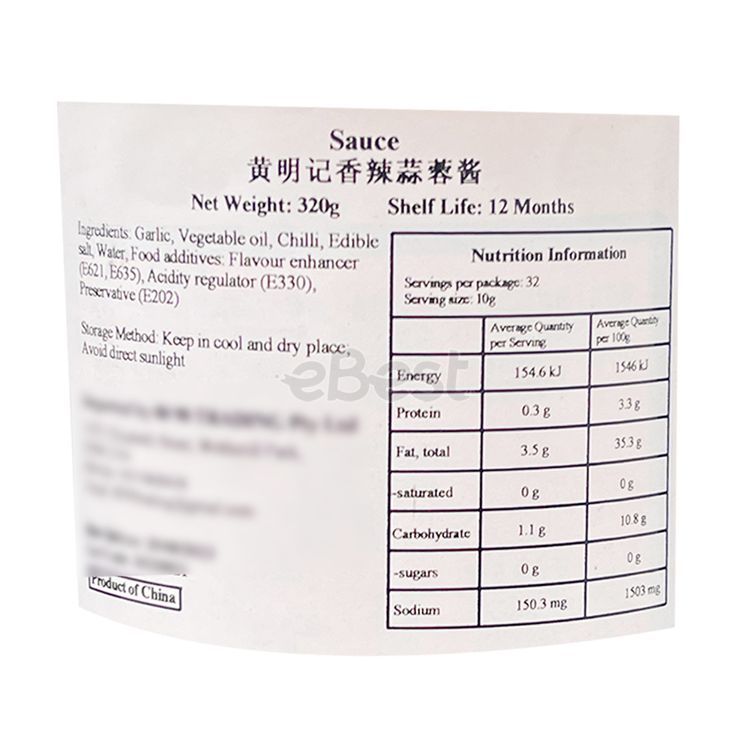 Sauce
黄明记香辣蒜蓉酱
Net Weight: 320g Shelf Life: 12 Months
Ingredients: Garlic, Vegetable oil, Chilli, Edible
salt, Water, Food additives: Flavour enhancer
(E621, E635), Acidity regulator (E330),
Preservative (E202)
Storage Method: Keep in cool and dry place;
Avoid direct sunlight
Product of China
Nutrition Information
Servings per package: 32
Serving size: 10g
Average Quantity per Serving Average Quantity per 100g
Energy 154.6 kJ 1546 kJ
Protein 0.3 g 3.3 g
Fat, total 3.5 g 35.3 g
-saturated 0 g 0 g
Carbohydrate 1.1 g 10.8 g
-sugars 0 g 0 g
Sodium 150.3 mg 1503 mg
eBest